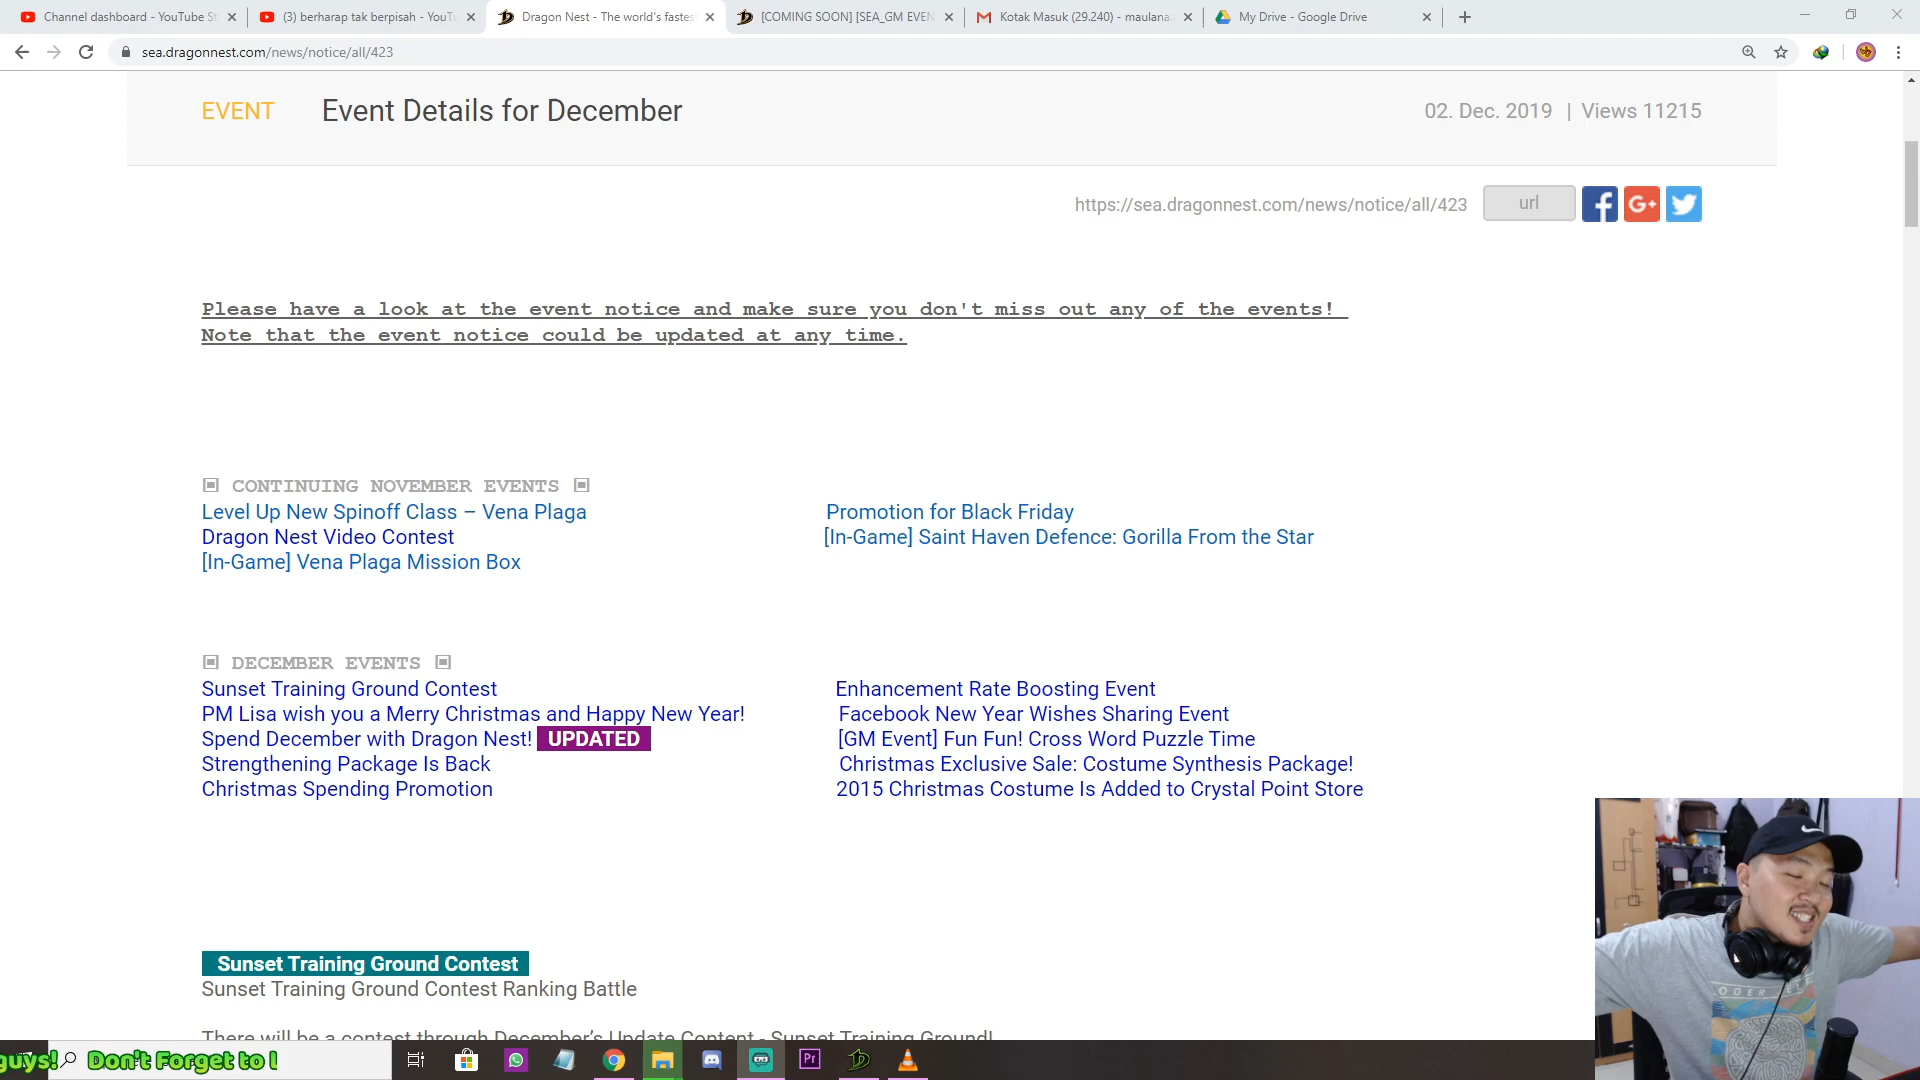 Channel dashboard - YouTube St
(3) berharap tak berpisah - YouTu
Dragon Nest - The world's fastes
[COMING SOON] [SEA_GM EVEN
Kotak Masuk (29.240) - maulana.
My Drive - Google Drive
sea.dragonnest.com/news/notice/all/423
EVENT Event Details for December 02. Dec. 2019 | Views 11215
https://sea.dragonnest.com/news/notice/all/423 url
Please have a look at the event notice and make sure you don't miss out any of the events!
Note that the event notice could be updated at any time.
CONTINUING NOVEMBER EVENTS
Level Up New Spinoff Class – Vena Plaga Promotion for Black Friday
Dragon Nest Video Contest [In-Game] Saint Haven Defence: Gorilla From the Star
[In-Game] Vena Plaga Mission Box
DECEMBER EVENTS
Sunset Training Ground Contest Enhancement Rate Boosting Event
PM Lisa wish you a Merry Christmas and Happy New Year! Facebook New Year Wishes Sharing Event
Spend December with Dragon Nest! UPDATED [GM Event] Fun Fun! Cross Word Puzzle Time
Strengthening Package Is Back Christmas Exclusive Sale: Costume Synthesis Package!
Christmas Spending Promotion 2015 Christmas Costume Is Added to Crystal Point Store
Sunset Training Ground Contest
Sunset Training Ground Contest Ranking Battle
There will be a contest through December's Update Content - Sunset Training Ground!
guys! Don't Forget to